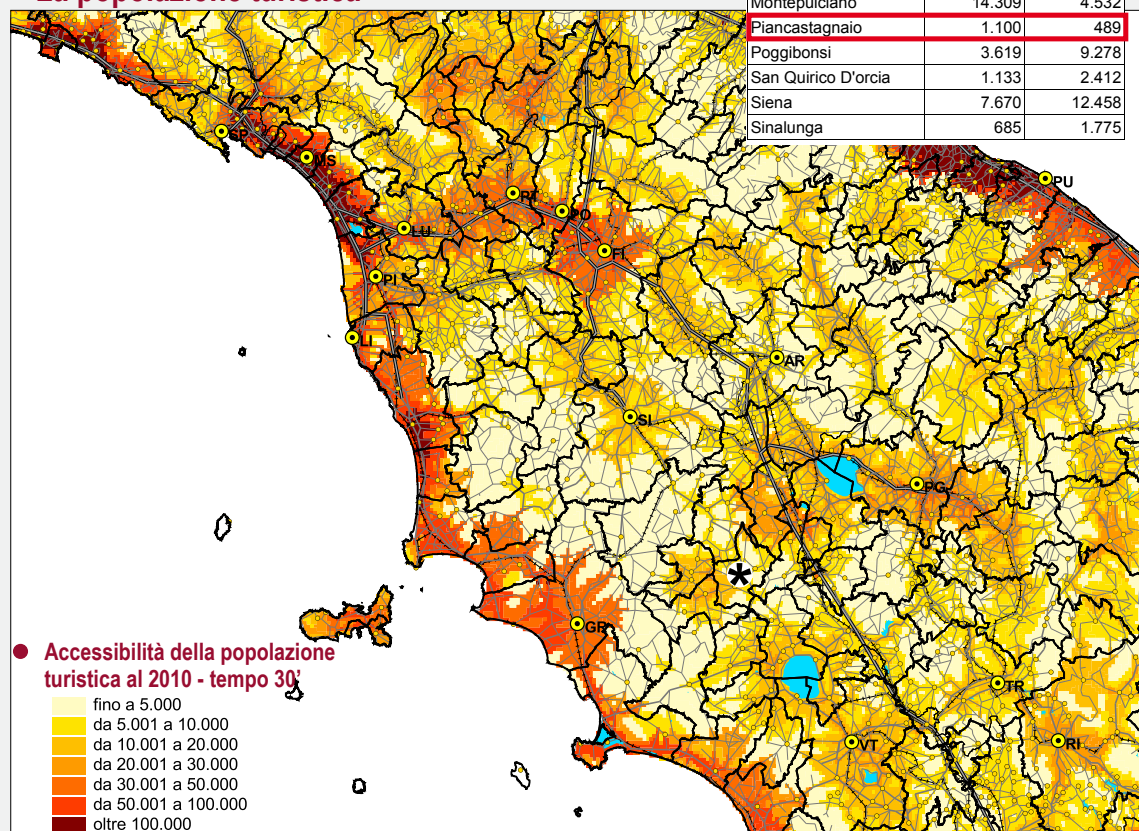 La popolazione turistica
Montepulciano 14.309 4.532
Piancastagnaio 1.100 489
Poggibonsi 3.619 9.278
San Quirico D'orcia 1.133 2.412
Siena 7.670 12.458
Sinalunga 685 1.775
SP
MS
PU
LU
PO
FI
PI
LI
AR
SI
PG
*
GR
TR
VT
RI
Accessibilità della popolazione
turistica al 2010 - tempo 30'
fino a 5.000
da 5.001 a 10.000
da 10.001 a 20.000
da 20.001 a 30.000
da 30.001 a 50.000
da 50.001 a 100.000
oltre 100.000